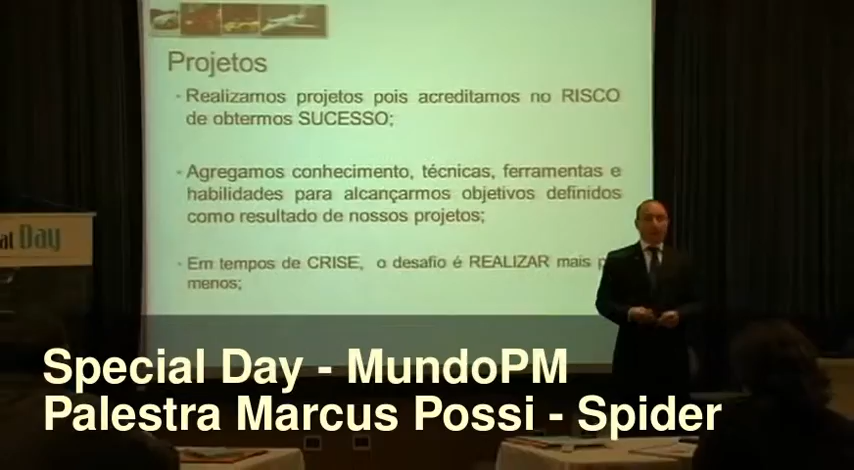 Projetos
- Realizamos projetos pois acreditamos no RISCO
de obtermos SUCESSO;
- Agregamos conhecimento, técnicas, ferramentas e
habilidades para alcançarmos objetivos definidos
como resultado de nossos projetos;
- Em tempos de CRISE, o desafio é REALIZAR mais
menos;
Day
Special Day - MundoPM
Palestra Marcus Possi - Spider